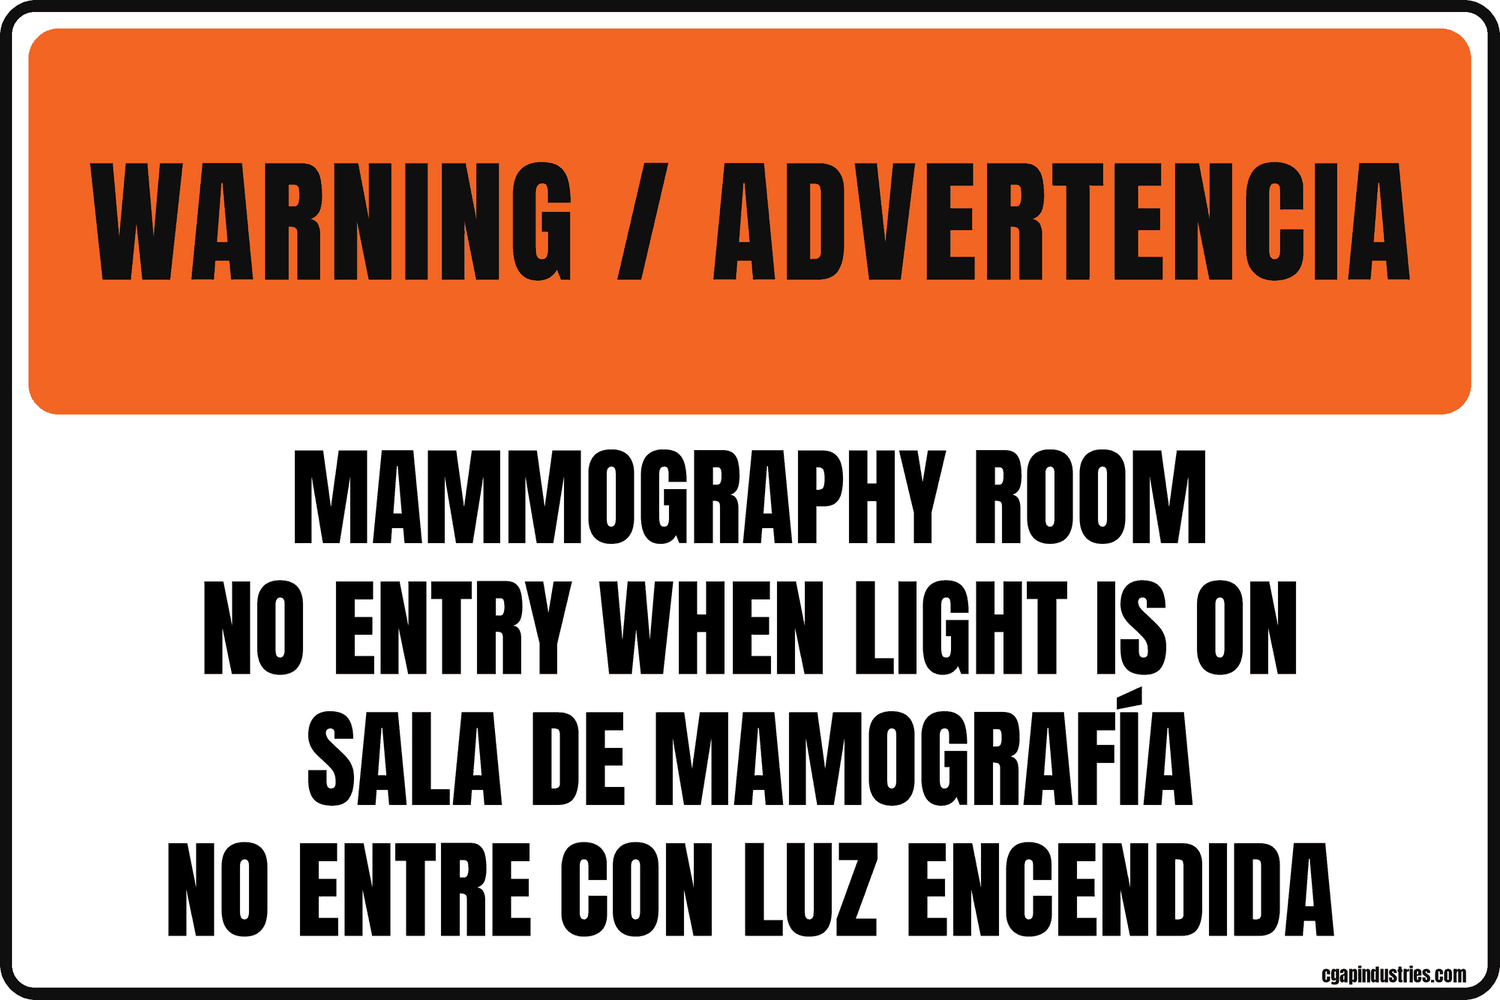 WARNING / ADVERTENCIA
MAMMOGRAPHY ROOM
NO ENTRY WHEN LIGHT IS ON
SALA DE MAMOGRAFÍA
NO ENTRE CON LUZ ENCENDIDA
cgapindustries.com